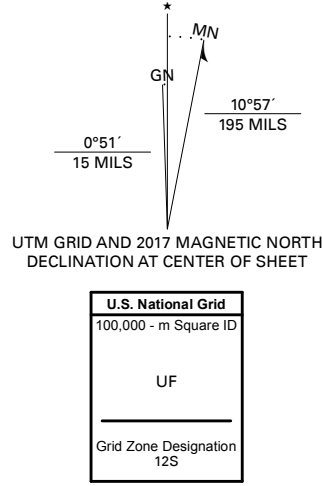 ★
MN
GN
10°57´
195 MILS
0°51´
15 MILS
UTM GRID AND 2017 MAGNETIC NORTH
DECLINATION AT CENTER OF SHEET
U.S. National Grid
100,000 - m Square ID
UF
Grid Zone Designation
12S